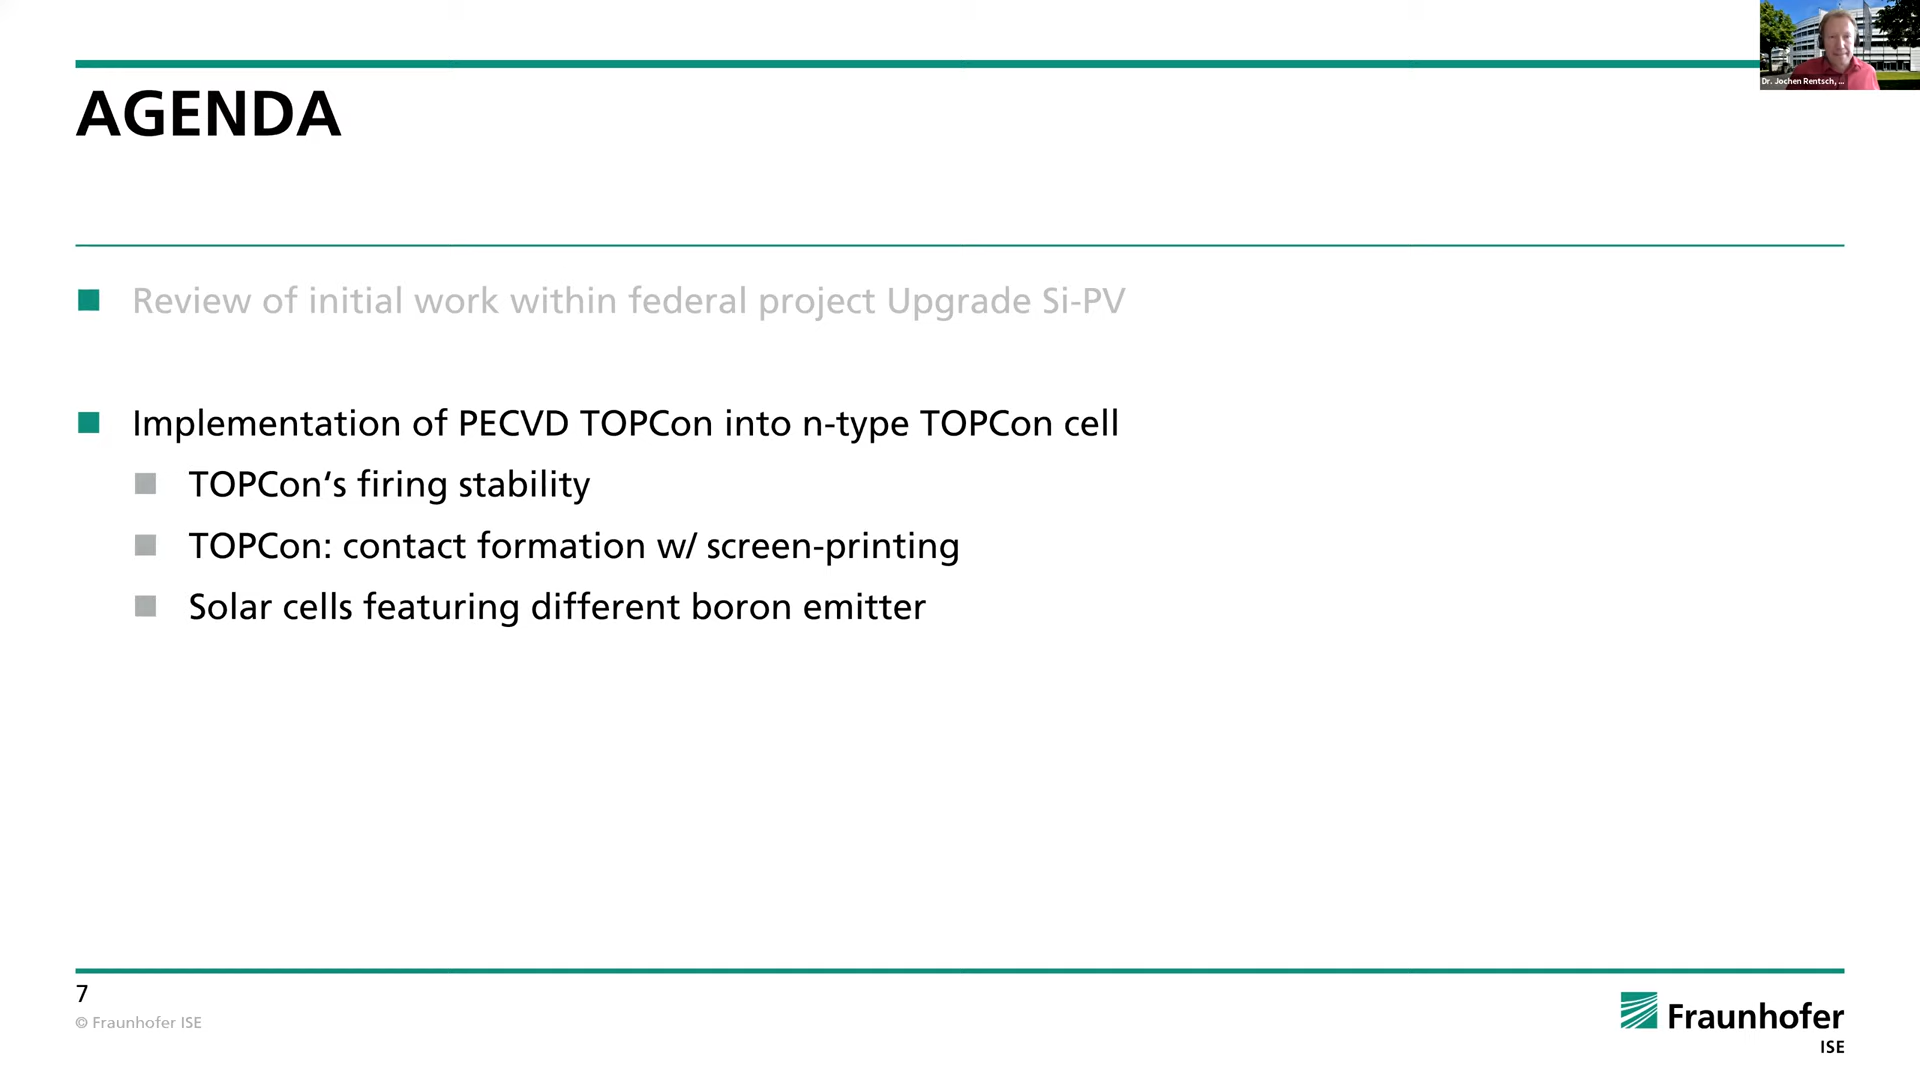 Dr. Jochen Rentsch, ...
AGENDA
Review of initial work within federal project Upgrade Si-PV
Implementation of PECVD TOPCon into n-type TOPCon cell
TOPCon‘s firing stability
TOPCon: contact formation w/ screen-printing
Solar cells featuring different boron emitter
7
© Fraunhofer ISE
Fraunhofer
ISE